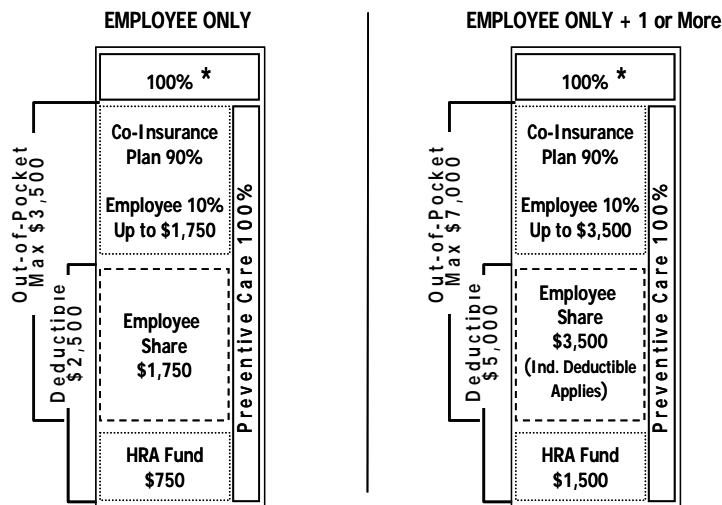 EMPLOYEE ONLY
100% *
Co-Insurance
Plan 90%
Employee 10%
Up to $1,750
Employee
Share
$1,750
HRA Fund
$750
Out-of-Pocket
Max $3,500
Deductible
$2,500
Preventive Care 100%
EMPLOYEE ONLY + 1 or More
100% *
Co-Insurance
Plan 90%
Employee 10%
Up to $3,500
Employee
Share
$3,500
(Ind. Deductible
Applies)
HRA Fund
$1,500
Out-of-Pocket
Max $7,000
Deductible
$5,000
Preventive Care 100%